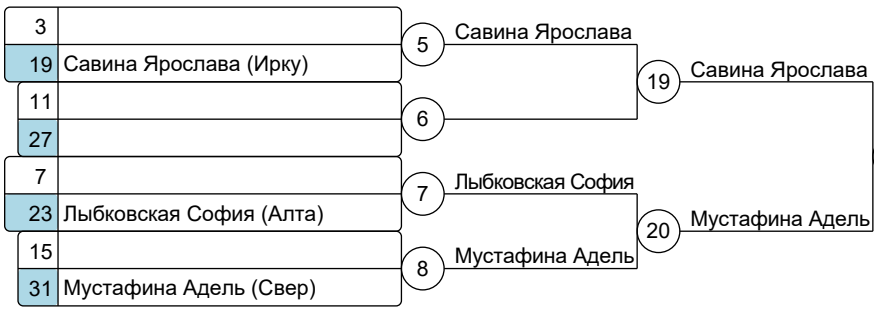 3
19 Савина Ярослава (Ирку)
11
27
7
23 Лыбковская София (Алта)
15
31 Мустафина Адель (Свер)
5 Савина Ярослава
6
7 Лыбковская София
8 Мустафина Адель
19 Савина Ярослава
20 Мустафина Адель